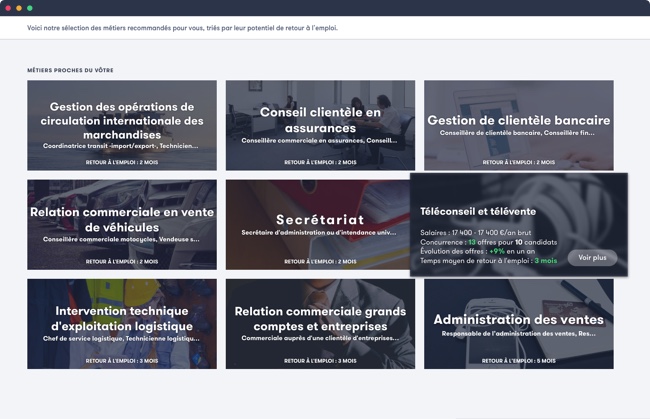 Voici notre sélection des métiers recommandés pour vous, triés par leur potentiel de retour à l'emploi.
MÉTIERS PROCHES DU VÔTRE
Gestion des opérations de
circulation internationale des
marchandises
Coordinatrice transit -import/export-, Technicien...
RETOUR À L'EMPLOI : 2 MOIS
Conseil clientèle en
assurances
Conseillère commerciale en assurances, Conseill...
RETOUR À L'EMPLOI : 2 MOIS
Gestion de clientèle bancaire
Conseillère de clientèle bancaire, Conseillère fin...
RETOUR À L'EMPLOI : 2 MOIS
Relation commerciale en vente
de véhicules
Conseillère commerciale motocycles, Vendeuse s...
RETOUR À L'EMPLOI : 2 MOIS
Secrétariat
Secrétaire d'administration ou d'intendance univ...
RETOUR À L'EMPLOI : 2 MOIS
Téléconseil et télévente
Salaires : 17 400 - 17 400 €/an brut
Concurrence : 13 offres pour 10 candidats
Évolution des offres : +9% en un an
Temps moyen de retour à l'emploi : 3 mois
Voir plus
Intervention technique
d'exploitation logistique
Chef de service logistique, Technicienne logistiqu...
RETOUR À L'EMPLOI : 3 MOIS
Relation commerciale grands
comptes et entreprises
Commerciale auprès d'une clientèle d'entreprises...
RETOUR À L'EMPLOI : 3 MOIS
Administration des ventes
Responsable de l'administration des ventes, Res...
RETOUR À L'EMPLOI : 5 MOIS